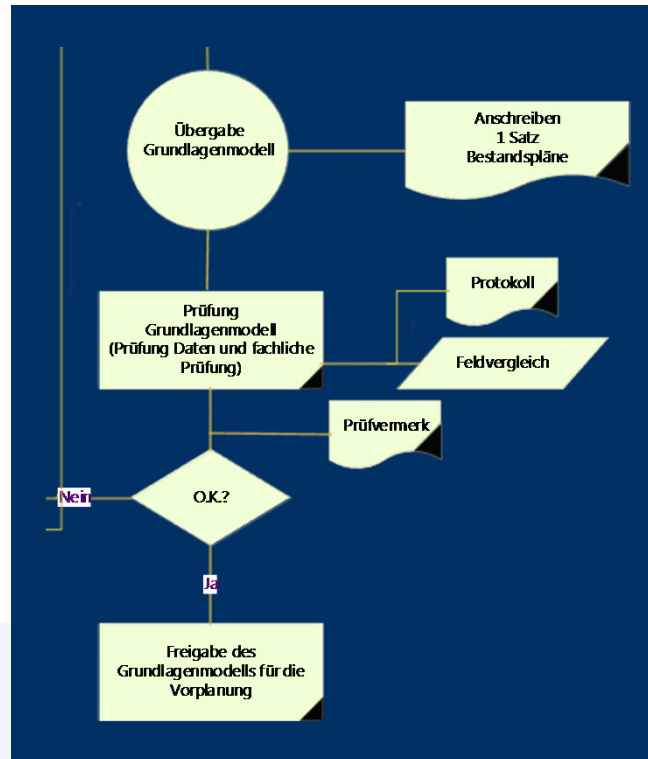 Übergabe
Grundlagenmodell
Anschreiben
1 Satz
Bestandspläne
Protokoll
Prüfung
Grundlagenmodell
(Prüfung Daten und fachliche
Prüfung)
Feldvergleich
Prüfvermerk
O.K.?
Nein
Ja
Freigabe des
Grundlagenmodells für die
Vorplanung